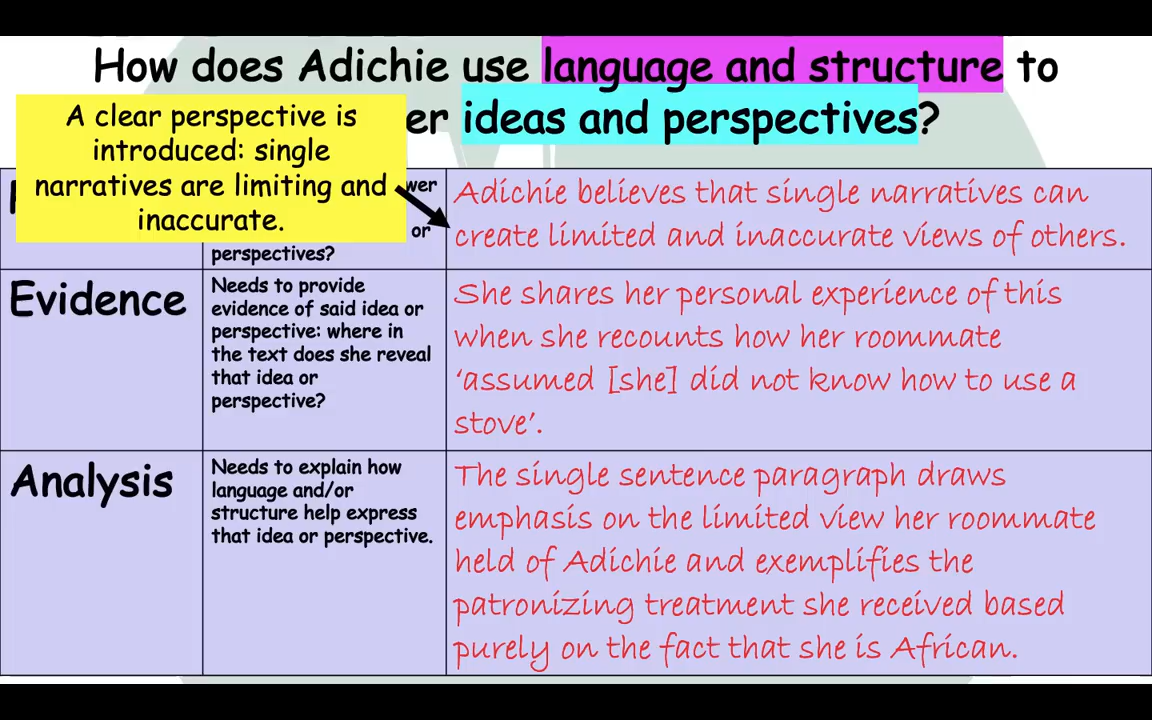 How does Adichie use language and structure to
er ideas and perspectives?
A clear perspective is
introduced: single
narratives are limiting and
inaccurate.
wer
or
perspectives?
Adichie believes that single narratives can
create limited and inaccurate views of others.
Evidence
Needs to provide
evidence of said idea or
perspective: where in
the text does she reveal
that idea or
perspective?
She shares her personal experience of this
when she recounts how her roommate
‘assumed [she] did not know how to use a
stove’.
Analysis
Needs to explain how
language and/or
structure help express
that idea or perspective.
The single sentence paragraph draws
emphasis on the limited view her roommate
held of Adichie and exemplifies the
patronizing treatment she received based
purely on the fact that she is African.